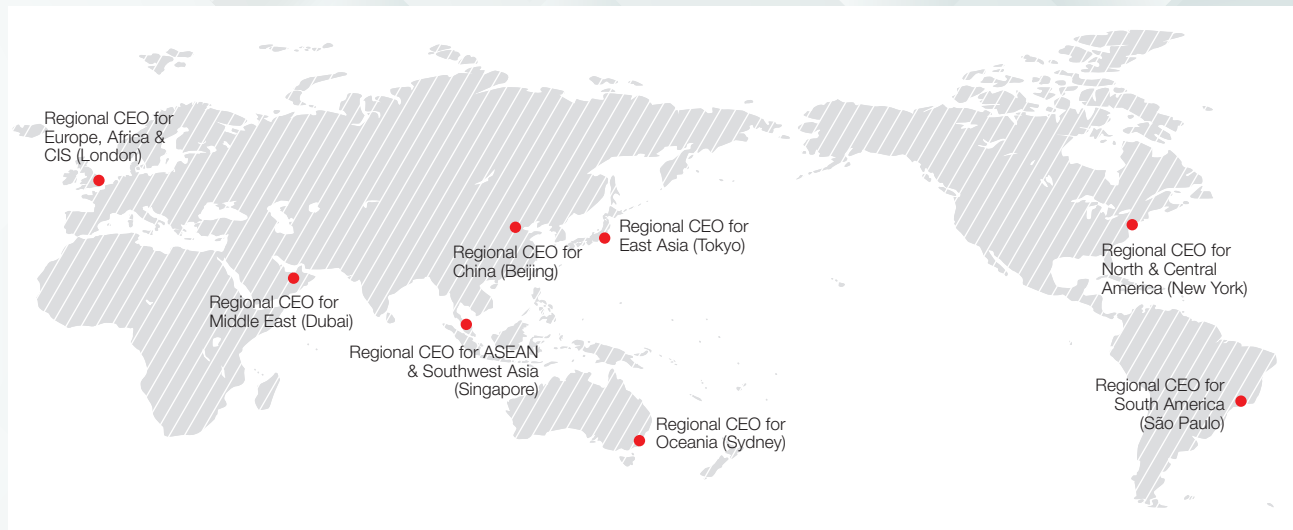 Regional CEO for
Europe, Africa &
CIS (London)
Regional CEO for
Middle East (Dubai)
Regional CEO for
China (Beijing)
Regional CEO for
East Asia (Tokyo)
Regional CEO for ASEAN
& Southwest Asia
(Singapore)
Regional CEO for
Oceania (Sydney)
Regional CEO for
North & Central
America (New York)
Regional CEO for
South America
(São Paulo)